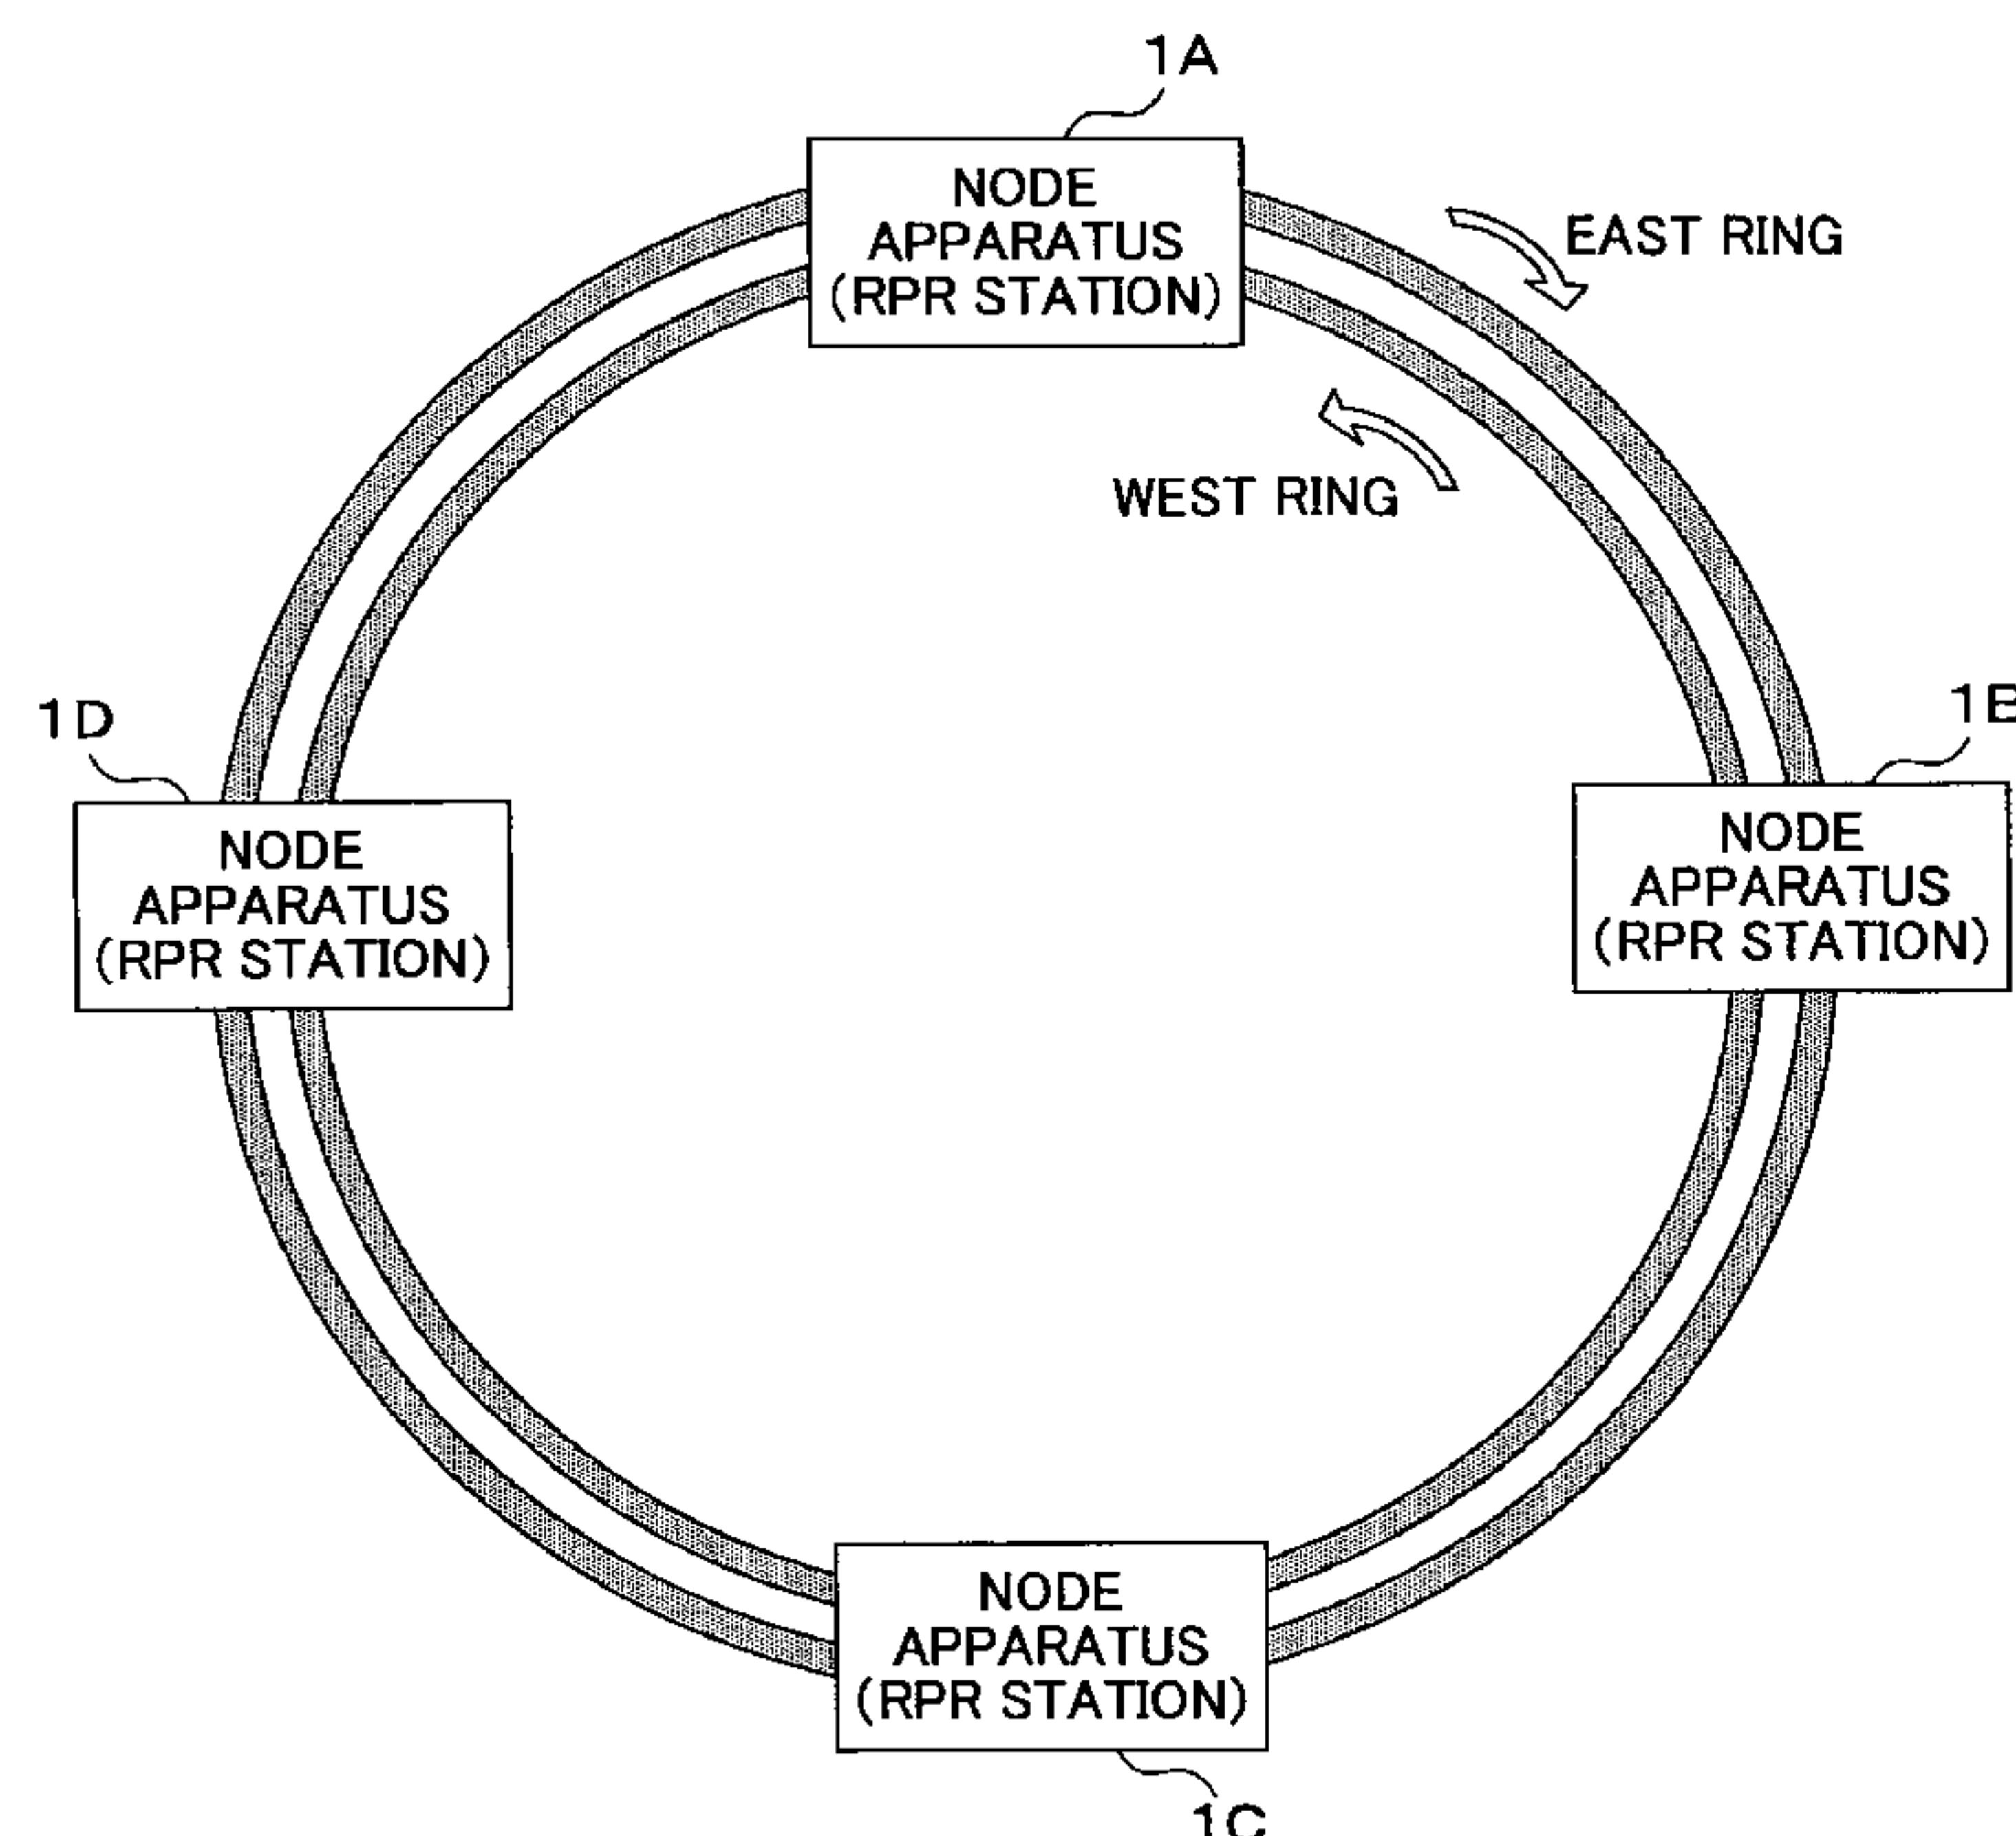 1A
NODE
APPARATUS
(RPR STATION)
EAST RING
WEST RING
1D
NODE
APPARATUS
(RPR STATION)
1B
NODE
APPARATUS
(RPR STATION)
NODE
APPARATUS
(RPR STATION)
1C